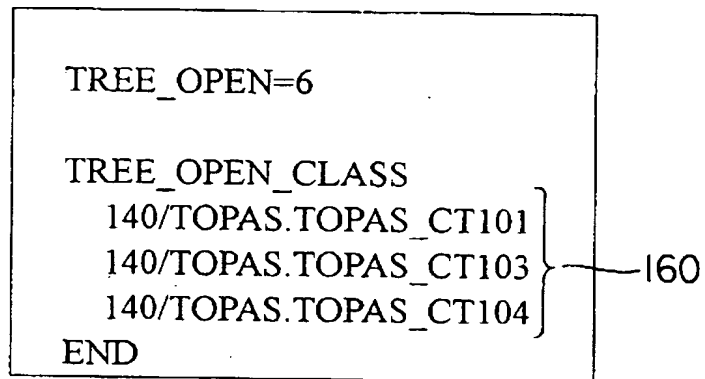 TREE_OPEN=6
TREE_OPEN_CLASS
140/TOPAS.TOPAS_CT101
140/TOPAS.TOPAS_CT103
140/TOPAS.TOPAS_CT104
160
END